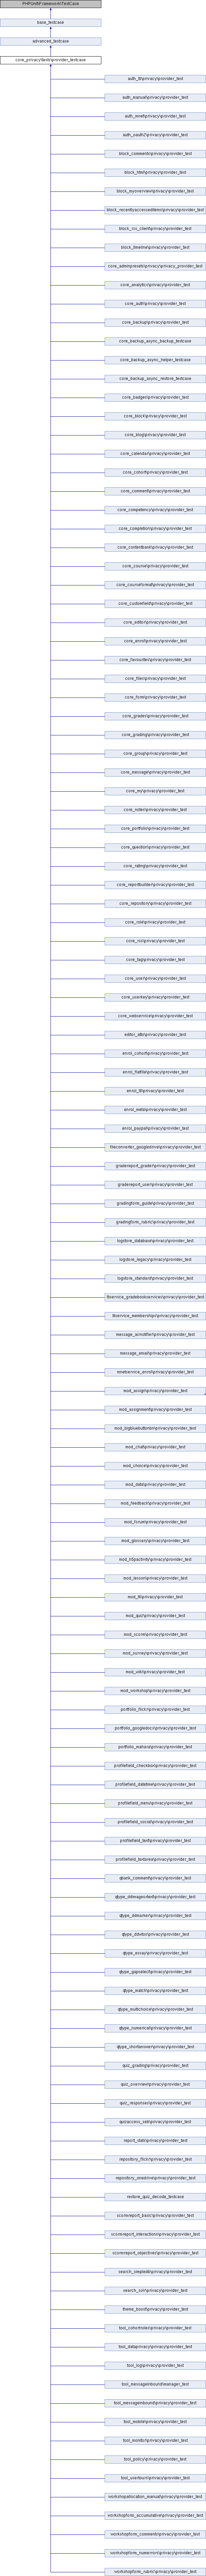 PHPUnit\Framework\TestCase
base_testcase
advanced_testcase
core_privacy\tests\provider_testcase
auth_lti\privacy\provider_test
auth_manual\privacy\provider_test
auth_mnet\privacy\provider_test
auth_oauth2\privacy\provider_test
block_comments\privacy\provider_test
block_html\privacy\provider_test
block_myoverview\privacy\provider_test
block_recentlyaccesseditems\privacy\provider_test
block_rss_client\privacy\provider_test
block_timeline\privacy\provider_test
core_adminpresets\privacy\privacy_provider_test
core_analytics\privacy\provider_test
core_auth\privacy\provider_test
core_backup\privacy\provider_test
core_backup_async_backup_testcase
core_backup_async_helper_testcase
core_backup_async_restore_testcase
core_badges\privacy\provider_test
core_block\privacy\provider_test
core_blog\privacy\provider_test
core_calendar\privacy\provider_test
core_cohort\privacy\provider_test
core_comment\privacy\provider_test
core_competency\privacy\provider_test
core_completion\privacy\provider_test
core_contentbank\privacy\provider_test
core_course\privacy\provider_test
core_courseformat\privacy\provider_test
core_customfield\privacy\provider_test
core_editor\privacy\provider_test
core_enrol\privacy\provider_test
core_favourites\privacy\provider_test
core_files\privacy\provider_test
core_form\privacy\provider_test
core_grades\privacy\provider_test
core_grading\privacy\provider_test
core_group\privacy\provider_test
core_message\privacy\provider_test
core_my\privacy\provider_test
core_notes\privacy\provider_test
core_portfolio\privacy\provider_test
core_question\privacy\provider_test
core_rating\privacy\provider_test
core_reportbuilder\privacy\provider_test
core_repository\privacy\provider_test
core_role\privacy\provider_test
core_rss\privacy\provider_test
core_tag\privacy\provider_test
core_user\privacy\provider_test
core_userkey\privacy\provider_test
core_webservice\privacy\provider_test
editor_atto\privacy\provider_test
enrol_cohort\privacy\provider_test
enrol_flatfile\privacy\provider_test
enrol_lti\privacy\provider_test
enrol_meta\privacy\provider_test
enrol_paypal\privacy\provider_test
fileconverter_googledrive\privacy\provider_test
gradereport_grader\privacy\provider_test
gradereport_user\privacy\provider_test
gradingform_guide\privacy\provider_test
gradingform_rubric\privacy\provider_test
logstore_database\privacy\provider_test
logstore_legacy\privacy\provider_test
logstore_standard\privacy\provider_test
ltiservice_gradebookservices\privacy\provider_test
ltiservice_memberships\privacy\provider_test
message_airnotifier\privacy\provider_test
message_email\privacy\provider_test
mnetservice_enrol\privacy\provider_test
mod_assign\privacy\provider_test
mod_assignment\privacy\provider_test
mod_bigbluebuttonbn\privacy\provider_test
mod_chat\privacy\provider_test
mod_choice\privacy\provider_test
mod_data\privacy\provider_test
mod_feedback\privacy\provider_test
mod_forum\privacy\provider_test
mod_glossary\privacy\provider_test
mod_h5pactivity\privacy\provider_test
mod_lesson\privacy\provider_test
mod_lti\privacy\provider_test
mod_quiz\privacy\provider_test
mod_scorm\privacy\provider_test
mod_survey\privacy\provider_test
mod_wiki\privacy\provider_test
mod_workshop\privacy\provider_test
portfolio_flickr\privacy\provider_test
portfolio_googledocs\privacy\provider_test
portfolio_mahara\privacy\provider_test
profilefield_checkbox\privacy\provider_test
profilefield_datetime\privacy\provider_test
profilefield_menu\privacy\provider_test
profilefield_social\privacy\provider_test
profilefield_text\privacy\provider_test
profilefield_textarea\privacy\provider_test
qbank_comment\privacy\provider_test
qtype_ddimageortext\privacy\provider_test
qtype_ddmarker\privacy\provider_test
qtype_ddwtos\privacy\provider_test
qtype_essay\privacy\provider_test
qtype_gapselect\privacy\provider_test
qtype_match\privacy\provider_test
qtype_multichoice\privacy\provider_test
qtype_numerical\privacy\provider_test
qtype_shortanswer\privacy\provider_test
quiz_grading\privacy\provider_test
quiz_overview\privacy\provider_test
quiz_responses\privacy\provider_test
quizaccess_seb\privacy\provider_test
report_stats\privacy\provider_test
repository_flickr\privacy\provider_test
repository_onedrive\privacy\provider_test
restore_quiz_decode_testcase
scormreport_basic\privacy\provider_test
scormreport_interactions\privacy\provider_test
scormreport_objectives\privacy\provider_test
search_simpledb\privacy\provider_test
search_solr\privacy\provider_test
theme_boost\privacy\provider_test
tool_cohortroles\privacy\provider_test
tool_dataprivacy\privacy\provider_test
tool_log\privacy\provider_test
tool_messageinbound\manager_test
tool_messageinbound\privacy\provider_test
tool_mobile\privacy\provider_test
tool_monitor\privacy\provider_test
tool_policy\privacy\provider_test
tool_usertours\privacy\provider_test
workshopallocation_manual\privacy\provider_test
workshopform_accumulative\privacy\provider_test
workshopform_comments\privacy\provider_test
workshopform_numerrors\privacy\provider_test
workshopform_rubric\privacy\provider_test